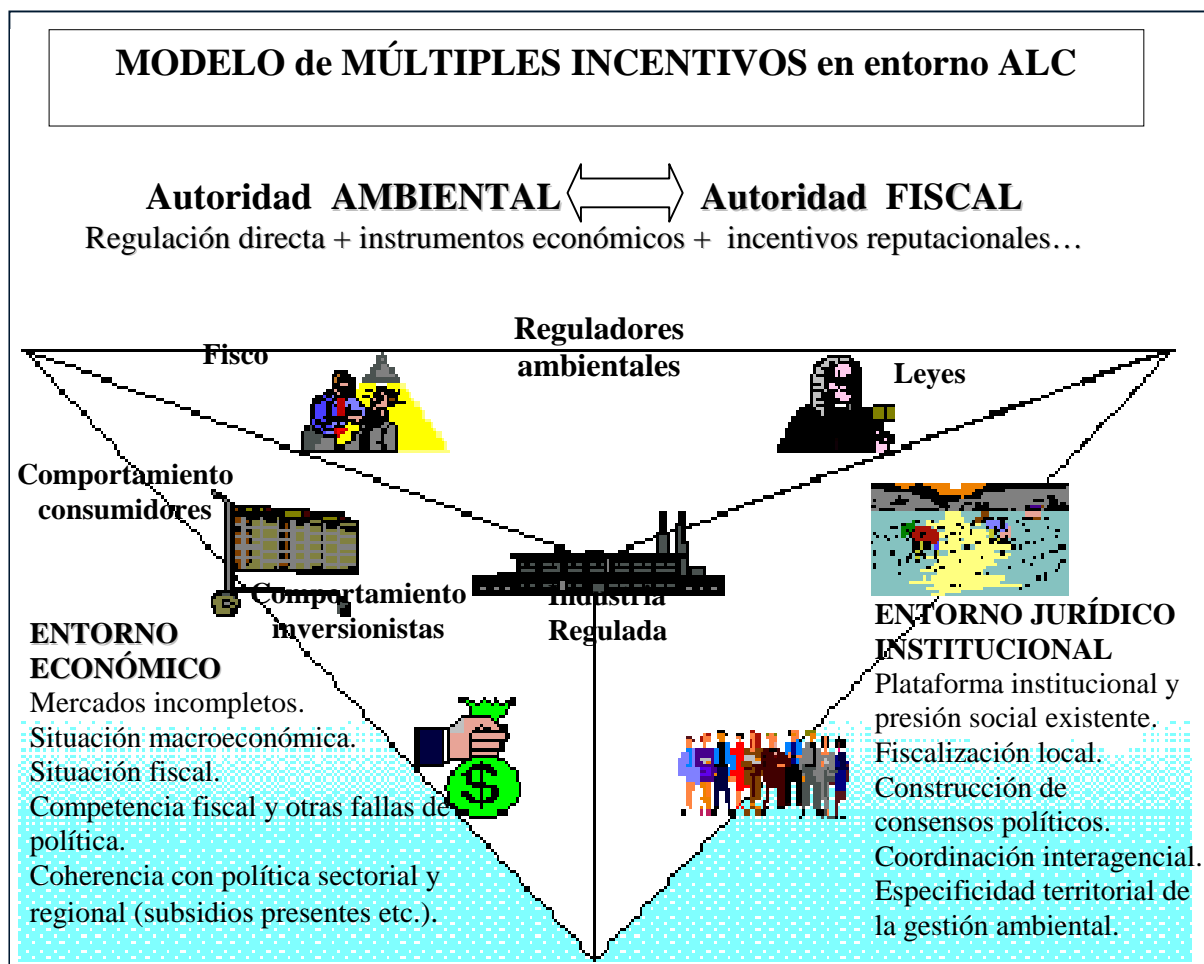 MODELO de MÚLTIPLES INCENTIVOS en entorno ALC
Autoridad AMBIENTAL Autoridad FISCAL
Regulación directa + instrumentos económicos + incentivos reputacionales…
Reguladores
ambientales
Fisco
Leyes
Comportamiento
consumidores
Comportamiento
inversionistas
Industria
Regulada
ENTORNO
ECONÓMICO
Mercados incompletos.
Situación macroeconómica.
Situación fiscal.
Competencia fiscal y otras fallas de
política.
Coherencia con política sectorial y
regional (subsidios presentes etc.).
ENTORNO JURÍDICO
INSTITUCIONAL
Plataforma institucional y
presión social existente.
Fiscalización local.
Construcción de
consensos políticos.
Coordinación interagencial.
Especificidad territorial de
la gestión ambiental.
$